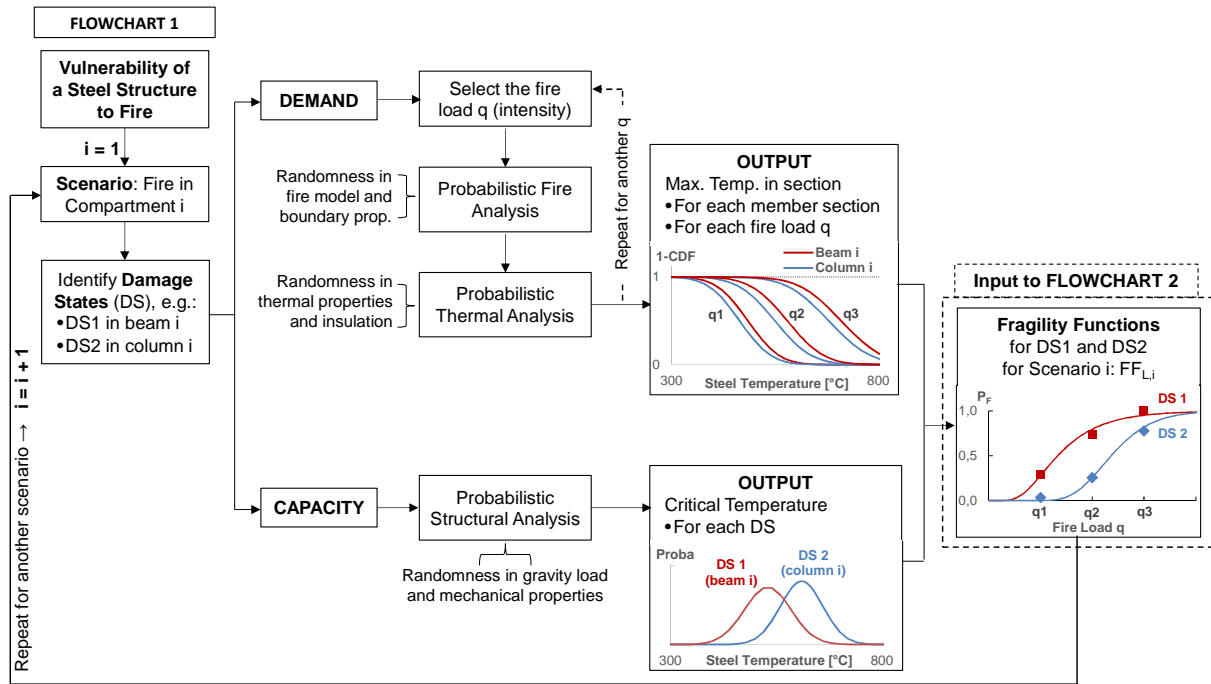 FLOWCHART 1
Vulnerability of
a Steel Structure
to Fire
i = 1
Scenario: Fire in
Compartment i
Identify Damage
States (DS), e.g.:
•DS1 in beam i
•DS2 in column i
Repeat for another scenario → i = i + 1
DEMAND
Select the fire
load q (intensity)
Randomness in
fire model and
boundary prop.
Probabilistic Fire
Analysis
Randomness in
thermal properties
and insulation
Probabilistic
Thermal Analysis
Repeat for another q
OUTPUT
Max. Temp. in section
•For each member section
•For each fire load q
1-CDF
Beam i
Column i
1
q1
q2
q3
0
300
Steel Temperature [°C]
800
CAPACITY
Probabilistic
Structural Analysis
Randomness in gravity load
and mechanical properties
OUTPUT
Critical Temperature
•For each DS
Proba
DS 1
(beam i)
DS 2
(column i)
300
Steel Temperature [°C]
800
Input to FLOWCHART 2
Fragility Functions
for DS1 and DS2
for Scenario i: FFL,i
PF
1,0
DS 1
DS 2
0,5
0,0
q1
q2
q3
Fire Load q